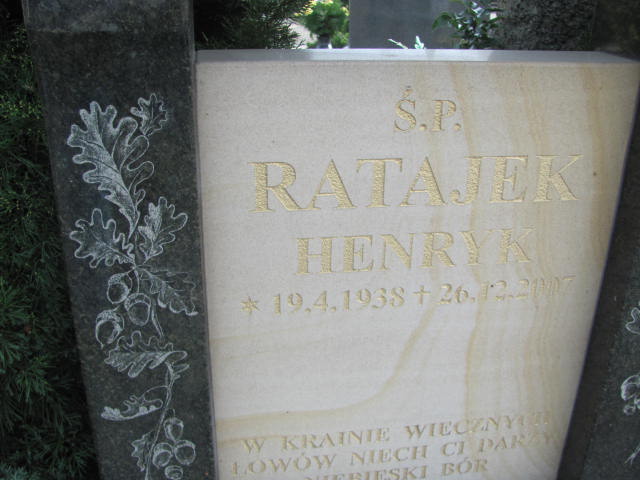 Ś.P.
RATAJEK
HENRYK
* 19.4.1938 + 26.12.2007
W KRAINIE WIECZNYCH
ŁOWÓW NIECH CI DARZY
NIEBIESKI BÓR